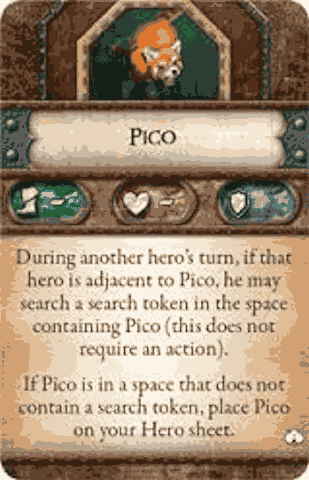 Pico
-
-
-
During another hero's turn, if that
hero is adjacent to Pico, he may
search a search token in the space
containing Pico (this does not
require an action).
If Pico is in a space that does not
contain a search token, place Pico
on your Hero sheet.